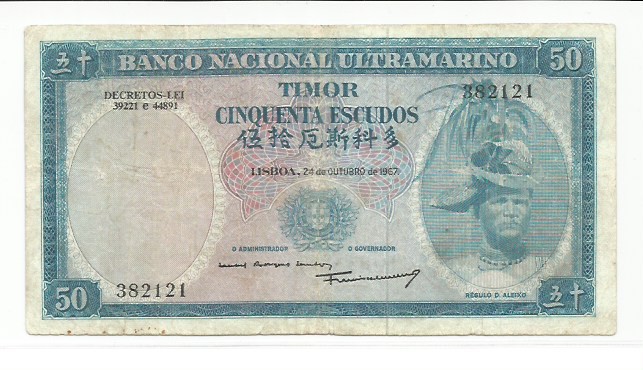 五十 BANCO NACIONAL ULTRAMARINO 50
TIMOR
DECRETOS-LEI
39221 e 44891
382121
CINQUENTA ESCUDOS
伍拾厄斯科多
LISBOA, 24 de OUTUBRO de 1967
O ADMINISTRADOR O GOVERNADOR
50 382121
RÉGULO D. ALEIXO
五十